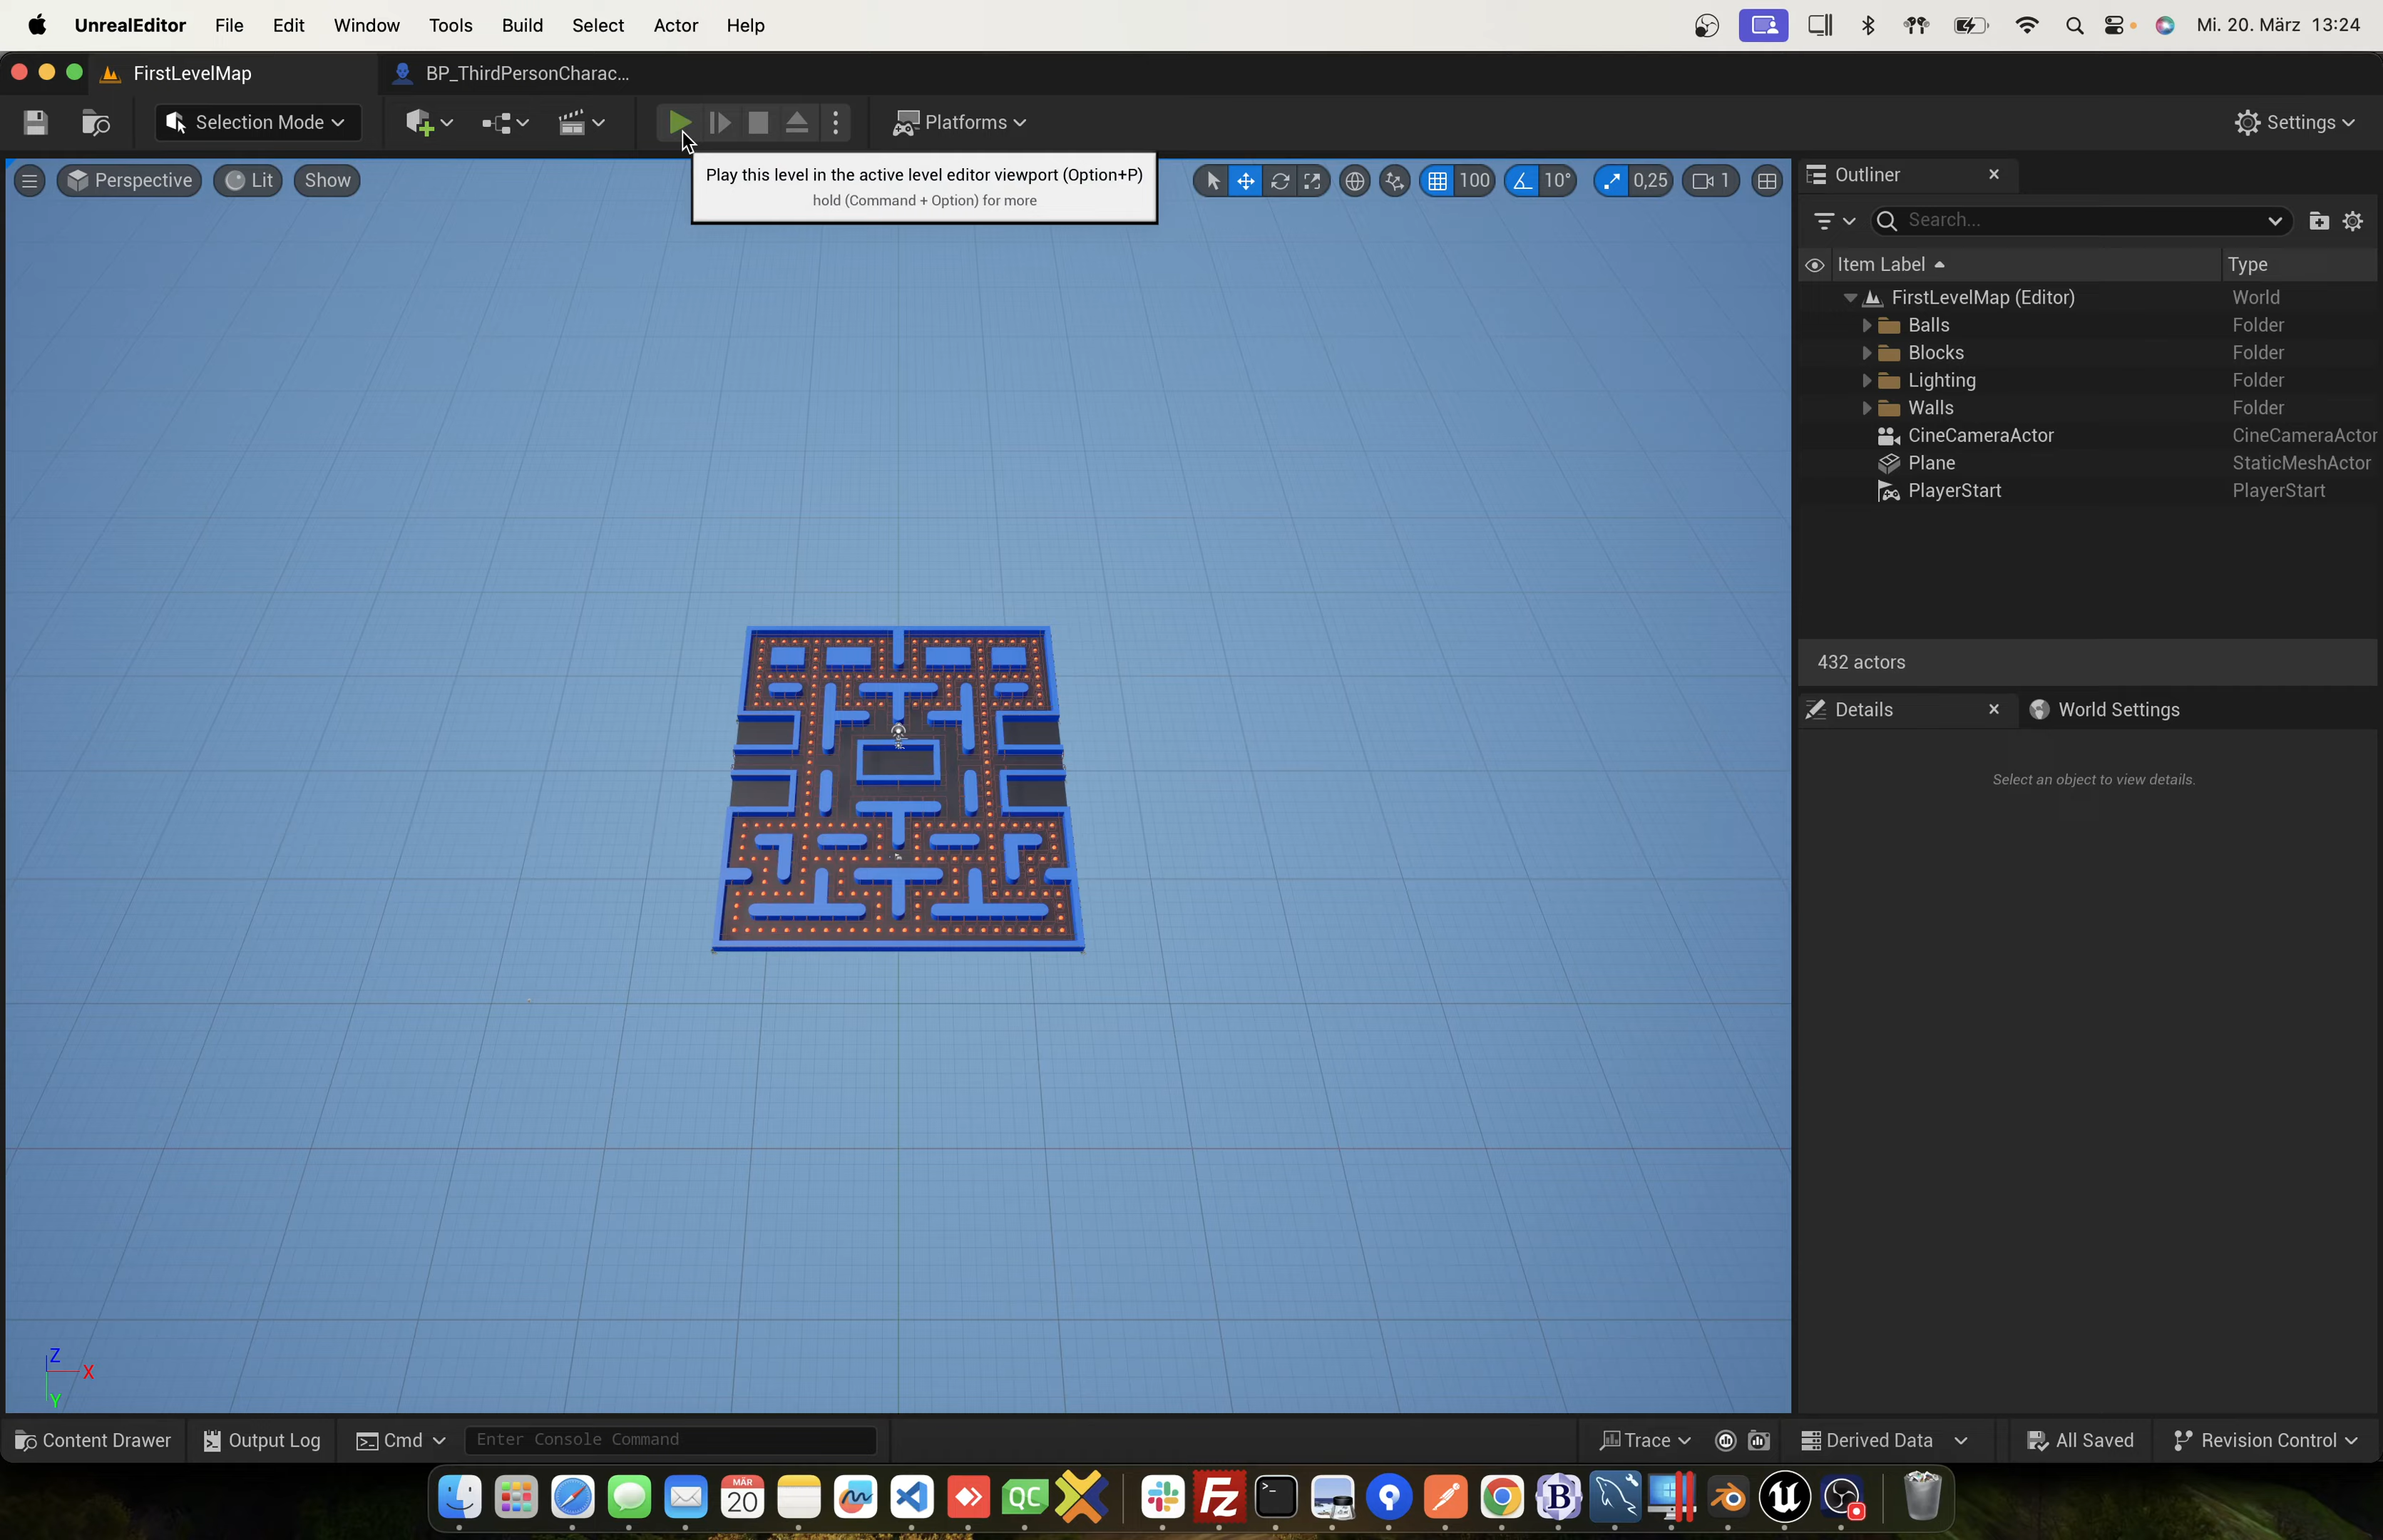 UnrealEditor File Edit Window Tools Build Select Actor Help Mi. 20. März 13:24
FirstLevelMap BP_ThirdPersonCharac...
Selection Mode Platforms Settings
Play this level in the active level editor viewport (Option+P)
hold (Command + Option) for more
Perspective Lit Show 100 10° 0,25 1
Outliner
Search...
Item Label Type
FirstLevelMap (Editor) World
Balls Folder
Blocks Folder
Lighting Folder
Walls Folder
CineCameraActor CineCameraActor
Plane StaticMeshActor
PlayerStart PlayerStart
432 actors
Details World Settings
Select an object to view details.
Z
X
Y
Content Drawer Output Log Cmd Enter Console Command Trace Derived Data All Saved Revision Control
MÄR
20
QC
Fz
B